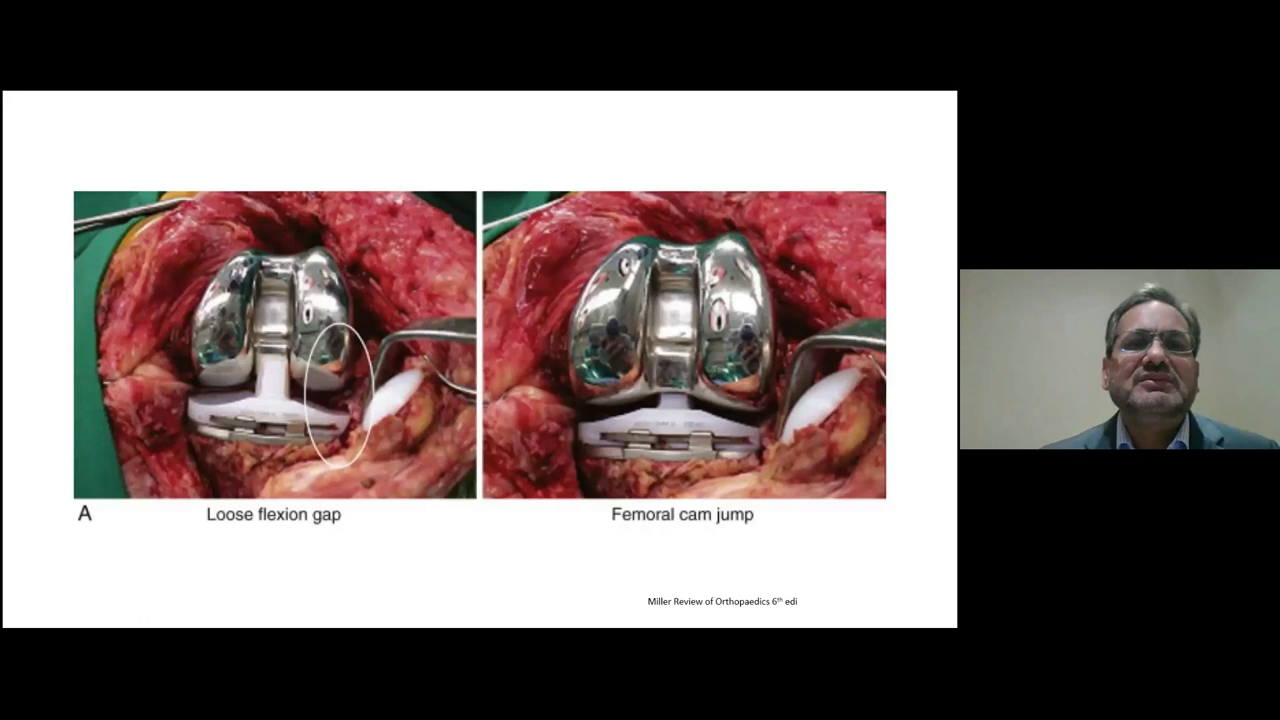 A
Loose flexion gap
Femoral cam jump
Miller Review of Orthopaedics 6th edi